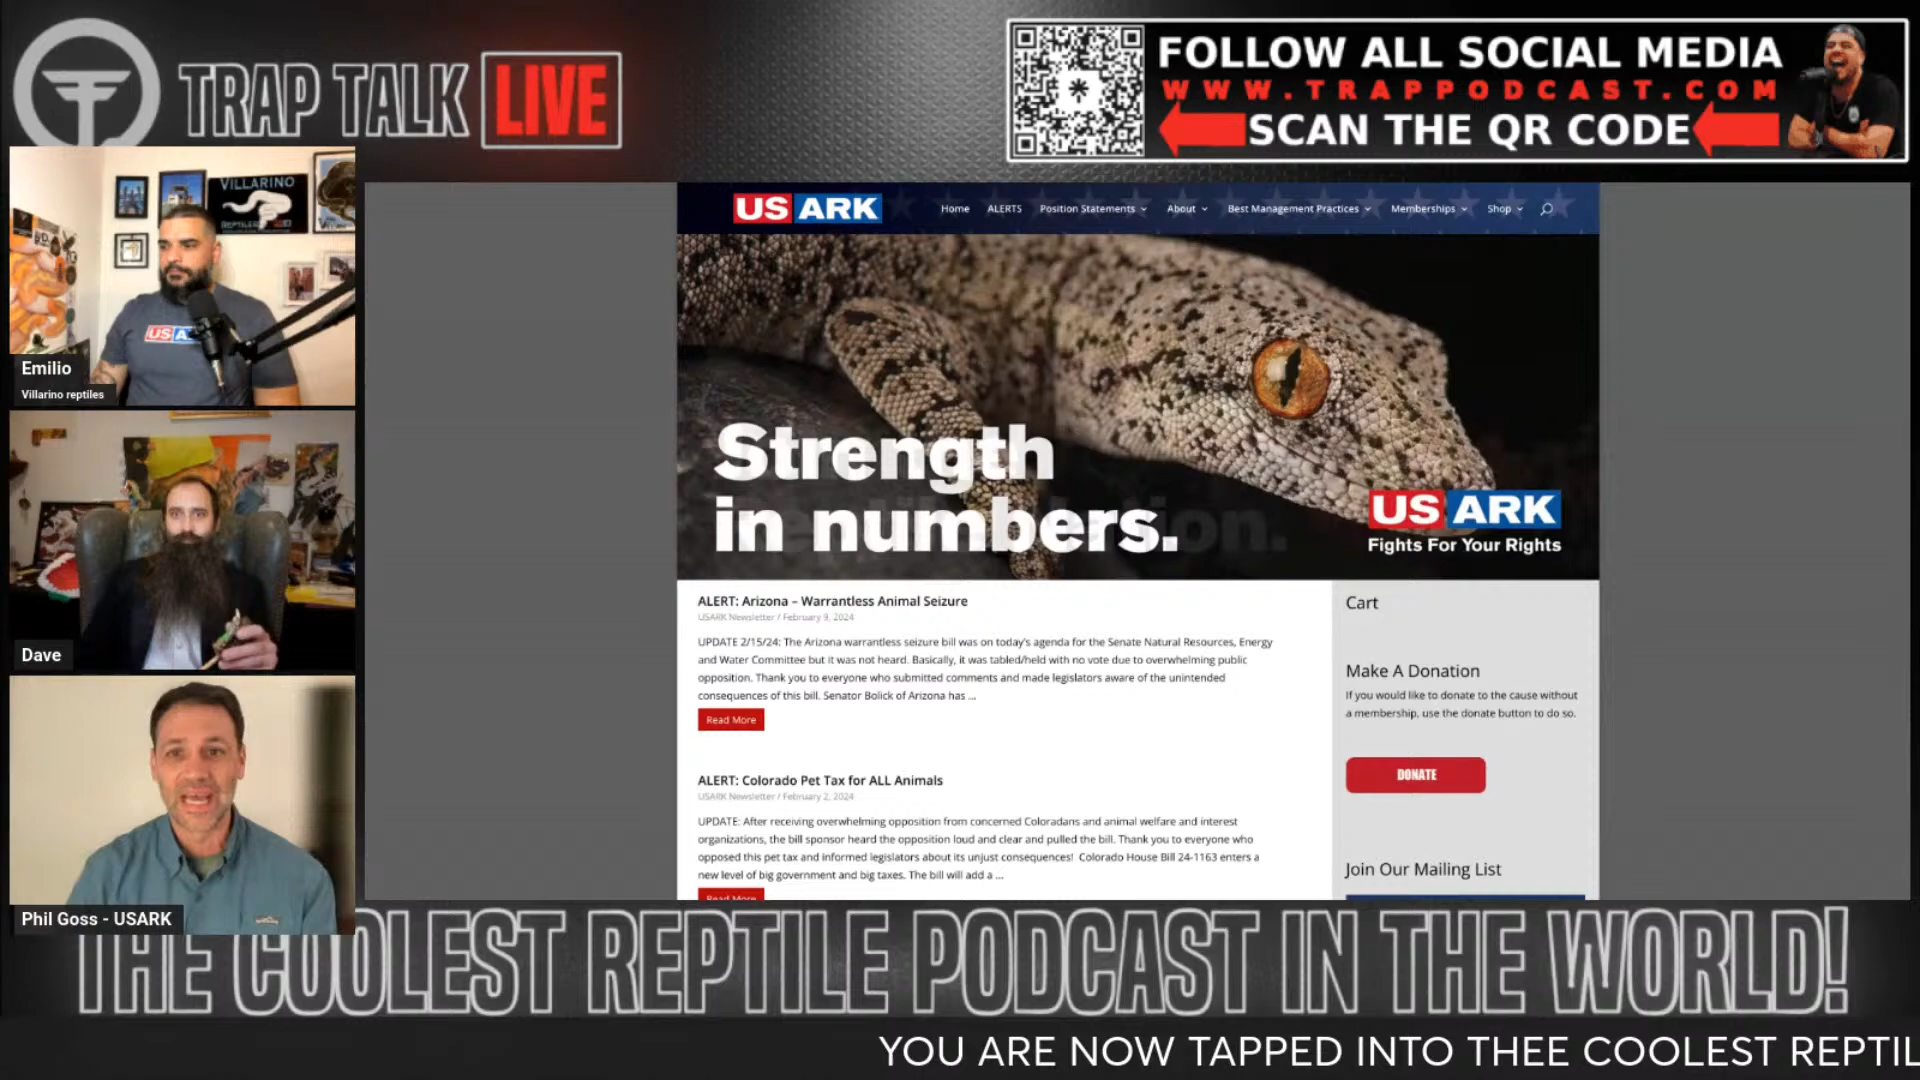 TRAP TALK LIVE
FOLLOW ALL SOCIAL MEDIA
WWW.TRAPPODCAST.COM
SCAN THE QR CODE
VILLARINO
REPTILES
US A
Emilio
Villarino reptiles
Dave
Phil Goss - USARK
US ARK
Home ALERTS Position Statements About Best Management Practices Memberships Shop
Strength
in numbers.
US ARK
Fights For Your Rights
ALERT: Arizona – Warrantless Animal Seizure
USARK Newsletter / February 9, 2024
UPDATE 2/15/24: The Arizona warrantless seizure bill was on today's agenda for the Senate Natural Resources, Energy
and Water Committee but it was not heard. Basically, it was tabled/held with no vote due to overwhelming public
opposition. Thank you to everyone who submitted comments and made legislators aware of the unintended
consequences of this bill. Senator Bolick of Arizona has ...
Read More
ALERT: Colorado Pet Tax for ALL Animals
USARK Newsletter / February 2, 2024
UPDATE: After receiving overwhelming opposition from concerned Coloradans and animal welfare and interest
organizations, the bill sponsor heard the opposition loud and clear and pulled the bill. Thank you to everyone who
opposed this pet tax and informed legislators about its unjust consequences! Colorado House Bill 24-1163 enters a
new level of big government and big taxes. The bill will add a ...
Read More
Cart
Make A Donation
If you would like to donate to the cause without
a membership, use the donate button to do so.
DONATE
Join Our Mailing List
THE COOLEST REPTILE PODCAST IN THE WORLD!
YOU ARE NOW TAPPED INTO THEE COOLEST REPTIL